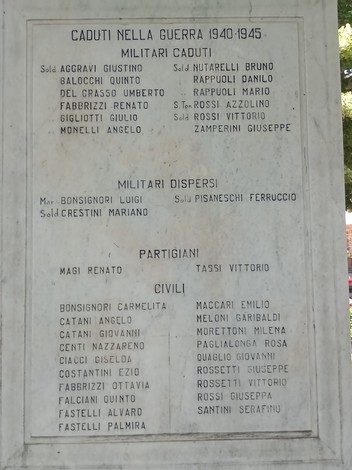 CADUTI NELLA GUERRA 1940-1945
MILITARI CADUTI
Sold. AGGRAVI GIUSTINO
BALOCCHI QUINTO
DEL GRASSO UMBERTO
FABBRIZZI RENATO
GIGLIOTTI GIULIO
MONELLI ANGELO
Sold. NUTARELLI BRUNO
RAPPUOLI DANILO
RAPPUOLI MARIO
S.Ten. ROSSI AZZOLINO
Sold. ROSSI VITTORIO
ZAMPERINI GIUSEPPE
MILITARI DISPERSI
Mar. BONSIGNORI LUIGI
Sold. CRESTINI MARIANO
Sold. PISANESCHI FERRUCCIO
PARTIGIANI
MAGI RENATO
TASSI VITTORIO
CIVILI
BONSIGNORI CARMELITA
CATANI ANGELO
CATANI GIOVANNI
CENTI NAZZARENO
CIACCI GISELDA
COSTANTINI EZIO
FABBRIZZI OTTAVIA
FALCIANI QUINTO
FASTELLI ALVARO
FASTELLI PALMIRA
MACCARI EMILIO
MELONI GARIBALDI
MORETTONI MILENA
PAGLIALONGA ROSA
QUAGLIO GIOVANNI
ROSSETTI GIUSEPPE
ROSSETTI VITTORIO
ROSSI GIUSEPPA
SANTINI SERAFINO